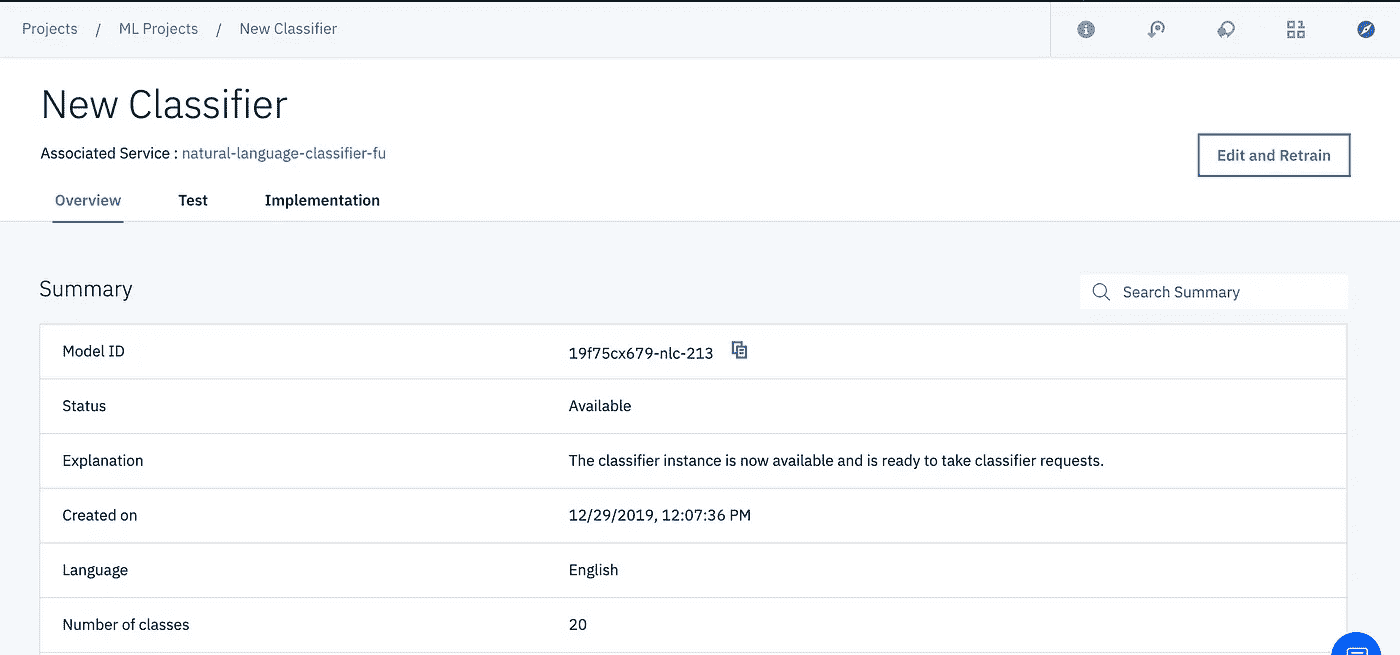 Projects / ML Projects / New Classifier
New Classifier
Associated Service : natural-language-classifier-fu
Edit and Retrain
Overview Test Implementation
Summary
Search Summary
Model ID 19f75cx679-nlc-213
Status Available
Explanation The classifier instance is now available and is ready to take classifier requests.
Created on 12/29/2019, 12:07:36 PM
Language English
Number of classes 20